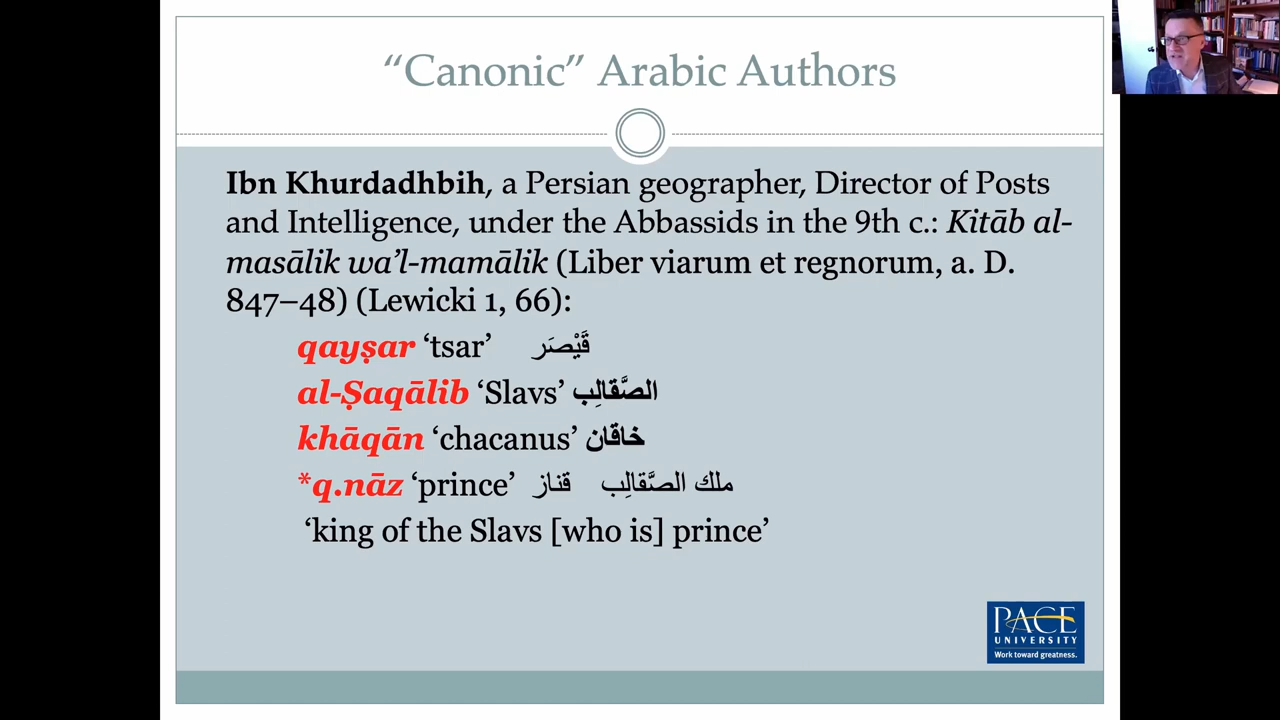 “Canonic” Arabic Authors
Ibn Khurdadhbih, a Persian geographer, Director of Posts
and Intelligence, under the Abbassids in the 9th c.: Kitāb al-
masālik wa’l-mamālik (Liber viarum et regnorum, a. D.
847–48) (Lewicki 1, 66):
qayṣar ‘tsar’ قََيْصَر
al-Ṣaqālib ‘Slavs’ الصَّقالِب
khāqān ‘chacanus’ خاقان
*q.nāz ‘prince’ ملك الصَّقالِب قناز
‘king of the Slavs [who is] prince’
PACE
UNIVERSITY
Work toward greatness.